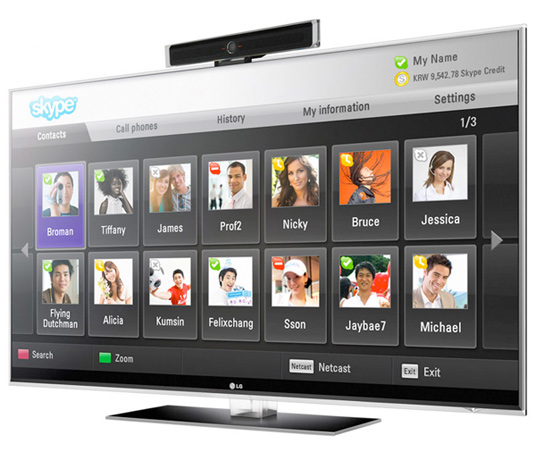 skype
My Name
KRW 9,542,78 Skype Credit
Contacts
Call phones
History
My information
Settings
1/3
Broman
Tiffany
James
Prof2
Nicky
Bruce
Jessica
Flying
Dutchman
Alicia
Kumsin
Felixchang
Sson
Jaybae7
Michael
Search
Zoom
Netcast
Netcast
Exit
Exit
LG